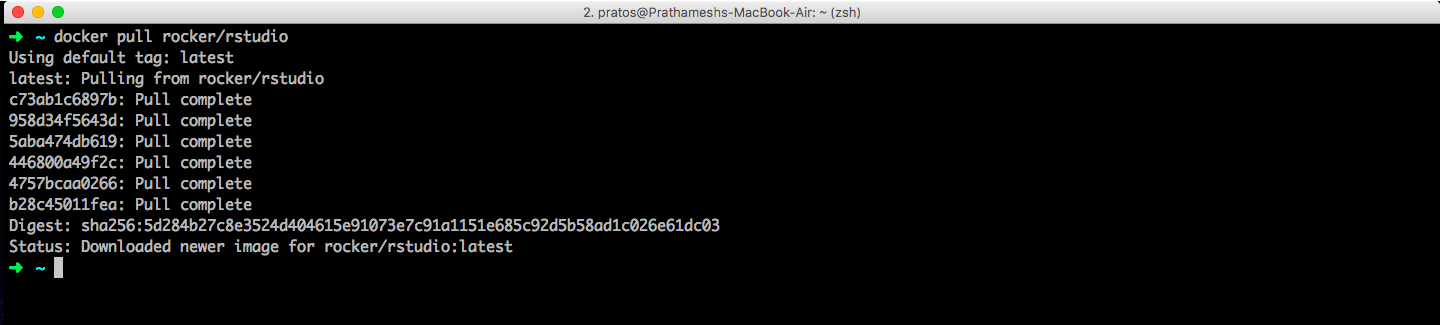 2. pratos@Prathameshs-MacBook-Air: ~ (zsh)
➜ ~ docker pull rocker/rstudio
Using default tag: latest
latest: Pulling from rocker/rstudio
c73ab1c6897b: Pull complete
958d34f5643d: Pull complete
5aba474db619: Pull complete
446800a49f2c: Pull complete
4757bcaa0266: Pull complete
b28c45011fea: Pull complete
Digest: sha256:5d284b27c8e3524d404615e91073e7c91a1151e685c92d5b58ad1c026e61dc03
Status: Downloaded newer image for rocker/rstudio:latest
➜ ~